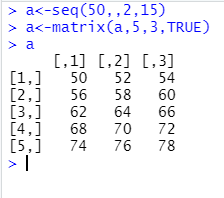 > a<-seq(50,,2,15)
> a<-matrix(a,5,3,TRUE)
> a
     [,1] [,2] [,3]
[1,]   50   52   54
[2,]   56   58   60
[3,]   62   64   66
[4,]   68   70   72
[5,]   74   76   78
>